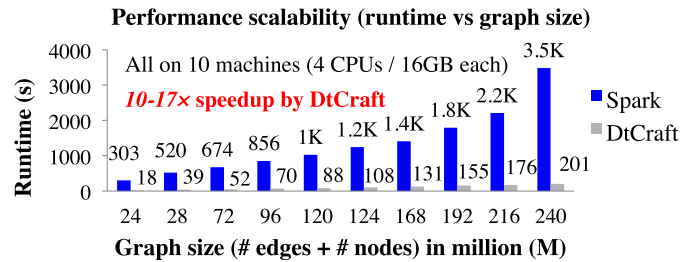 Performance scalability (runtime vs graph size)
All on 10 machines (4 CPUs / 16GB each)
10-17× speedup by DtCraft
Runtime (s)
4000
3000
2000
1000
0
303 520 674 856 1K 1.2K 1.4K 1.8K 2.2K 3.5K
18 39 52 70 88 108 131 155 176 201
24 28 72 96 120 124 168 192 216 240
Graph size (# edges + # nodes) in million (M)
Spark
DtCraft